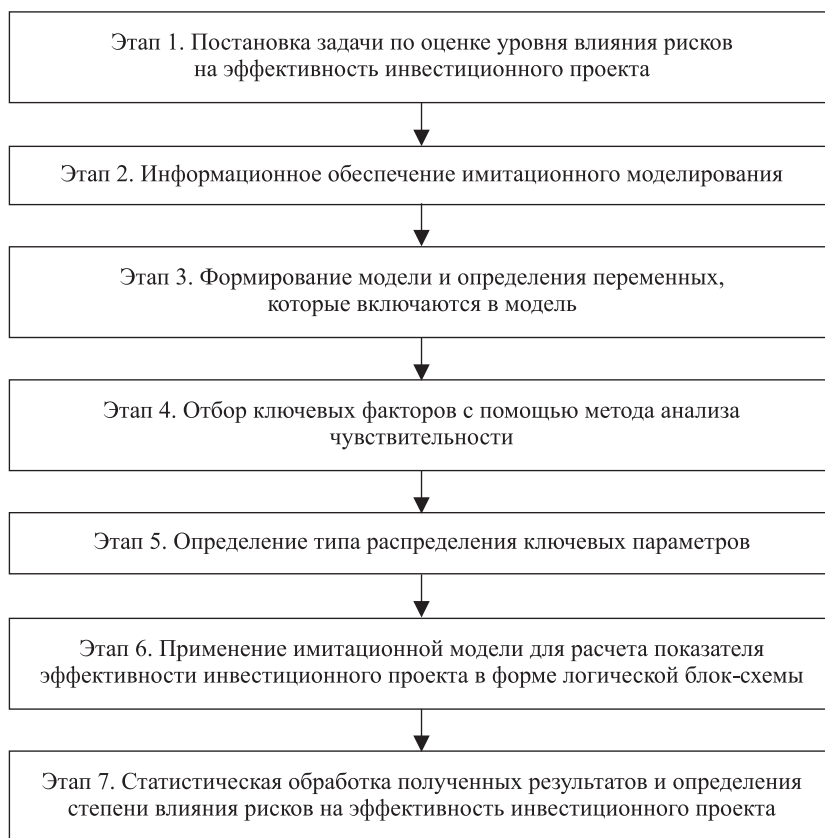 Этап 1. Постановка задачи по оценке уровня влияния рисков
на эффективность инвестиционного проекта
Этап 2. Информационное обеспечение имитационного моделирования
Этап 3. Формирование модели и определения переменных,
которые включаются в модель
Этап 4. Отбор ключевых факторов с помощью метода анализа
чувствительности
Этап 5. Определение типа распределения ключевых параметров
Этап 6. Применение имитационной модели для расчета показателя
эффективности инвестиционного проекта в форме логической блок-схемы
Этап 7. Статистическая обработка полученных результатов и определения
степени влияния рисков на эффективность инвестиционного проекта